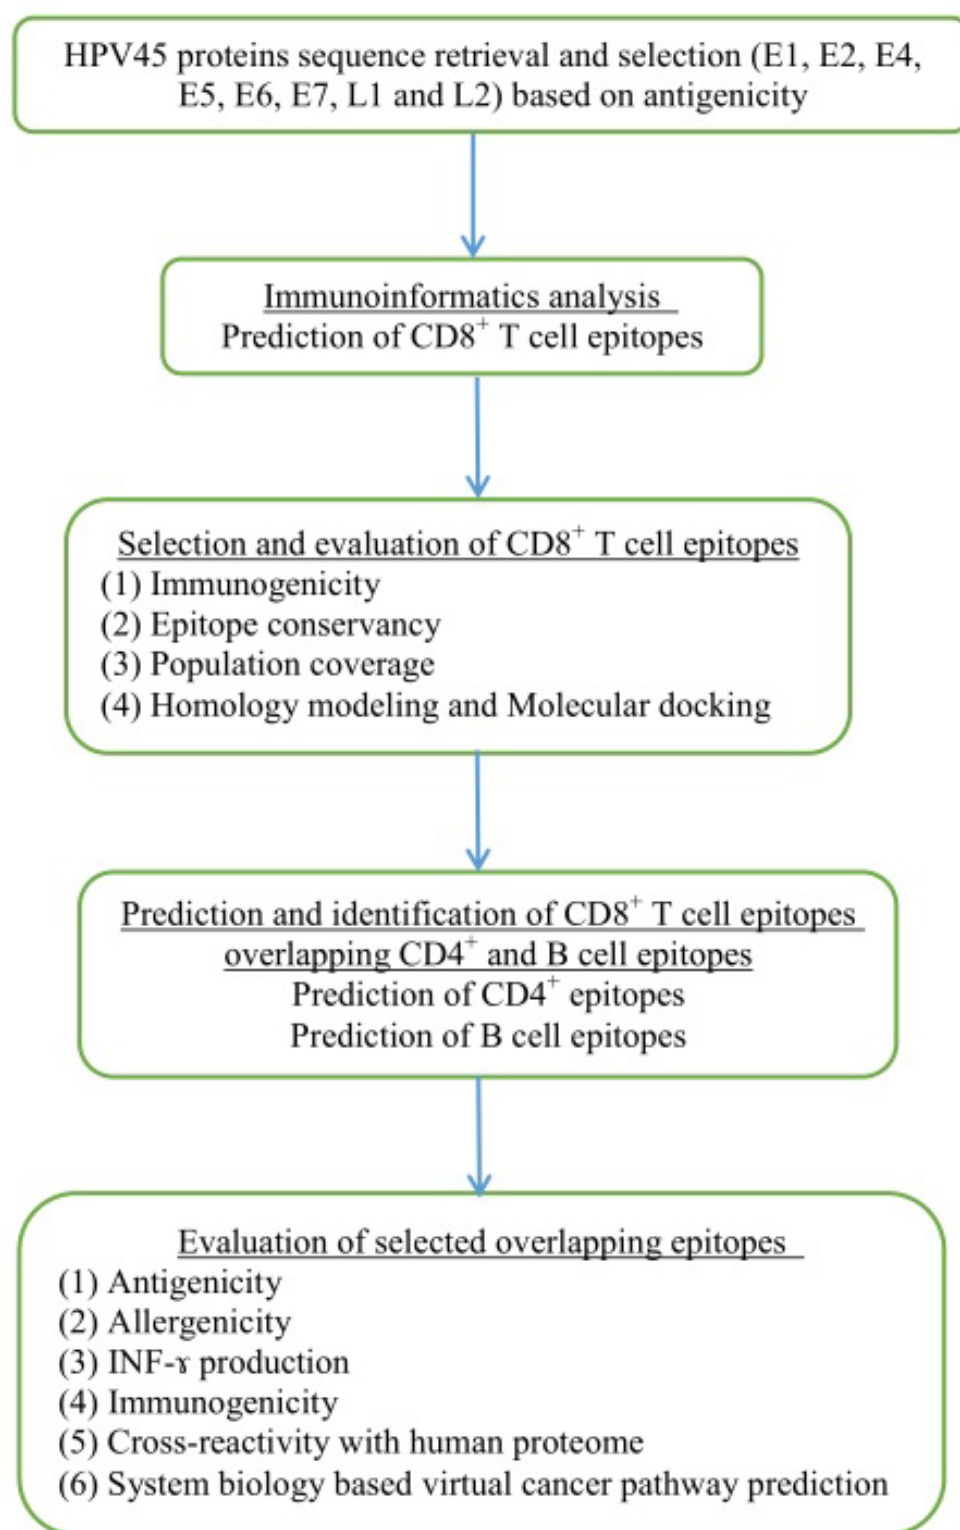 HPV45 proteins sequence retrieval and selection (E1, E2, E4,
E5, E6, E7, L1 and L2) based on antigenicity
Immunoinformatics analysis
Prediction of CD8⁺ T cell epitopes
Selection and evaluation of CD8⁺ T cell epitopes
(1) Immunogenicity
(2) Epitope conservancy
(3) Population coverage
(4) Homology modeling and Molecular docking
Prediction and identification of CD8⁺ T cell epitopes
overlapping CD4⁺ and B cell epitopes
Prediction of CD4⁺ epitopes
Prediction of B cell epitopes
Evaluation of selected overlapping epitopes
(1) Antigenicity
(2) Allergenicity
(3) INF-ɤ production
(4) Immunogenicity
(5) Cross-reactivity with human proteome
(6) System biology based virtual cancer pathway prediction